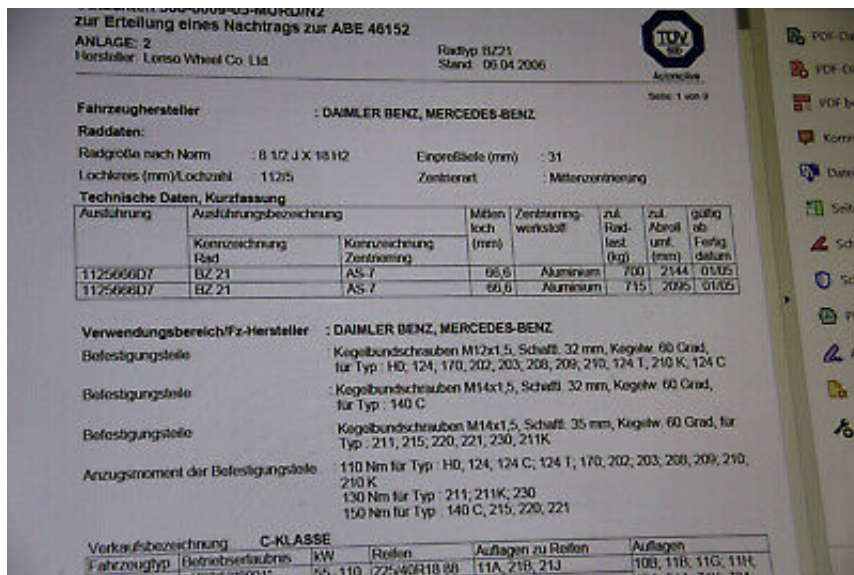 zur Erteilung eines Nachtrags zur ABE 46152
ANLAGE: 2
Hersteller: Lenso Wheel Co. Ltd
Radtyp BZ21
Stand: 06.04.2006
TÜV
SÜD
Automotive
Seite: 1 von 9
Fahrzeughersteller : DAIMLER BENZ, MERCEDES-BENZ
Raddaten:
Radgröße nach Norm : 8 1/2 J X 18 H2 Einpreßtiefe (mm) : 31
Lochkreis (mm)/Lochzahl : 112/5 Zentrierart : Mittenzentrierung
Technische Daten, Kurzfassung
Ausführung Ausführungsbezeichnung Mitten Zentrierring- zul. zul. gültig
loch werkstoff Rad- Abroll ab
Kennzeichnung Kennzeichnung (mm) last umf. Fertig.
Rad Zentrierring (kg) (mm) datum
1125666D7 BZ 21 AS-7 66,6 Aluminium 700 2144 01/05
1125666D7 BZ 21 AS-7 66,6 Aluminium 715 2095 01/05
Verwendungsbereich/Fz-Hersteller : DAIMLER BENZ, MERCEDES-BENZ
Befestigungsteile : Kegelbundschrauben M12x1,5, Schaftl. 32 mm, Kegelw. 60 Grad,
für Typ : H0; 124; 170, 202, 203, 208, 209, 210, 124 T, 210 K, 124 C
Befestigungsteile : Kegelbundschrauben M14x1,5, Schaftl. 32 mm, Kegelw. 60 Grad,
für Typ : 140 C
Befestigungsteile : Kegelbundschrauben M14x1,5, Schaftl. 35 mm, Kegelw. 60 Grad, für
Typ : 211, 215; 220, 221, 230, 211K
Anzugsmoment der Befestigungsteile : 110 Nm für Typ : H0, 124, 124 C; 124 T, 170, 202; 203; 208, 209; 210,
210 K
130 Nm für Typ : 211; 211K; 230
150 Nm für Typ : 140 C, 215, 220, 221
Verkaufsbezeichnung C-KLASSE
Fahrzeugtyp Betriebserlaubnis kW Reifen Auflagen zu Reifen Auflagen
55 110 225/40R18 88 11A, 21B, 21J 10B, 11B, 11G; 11H,